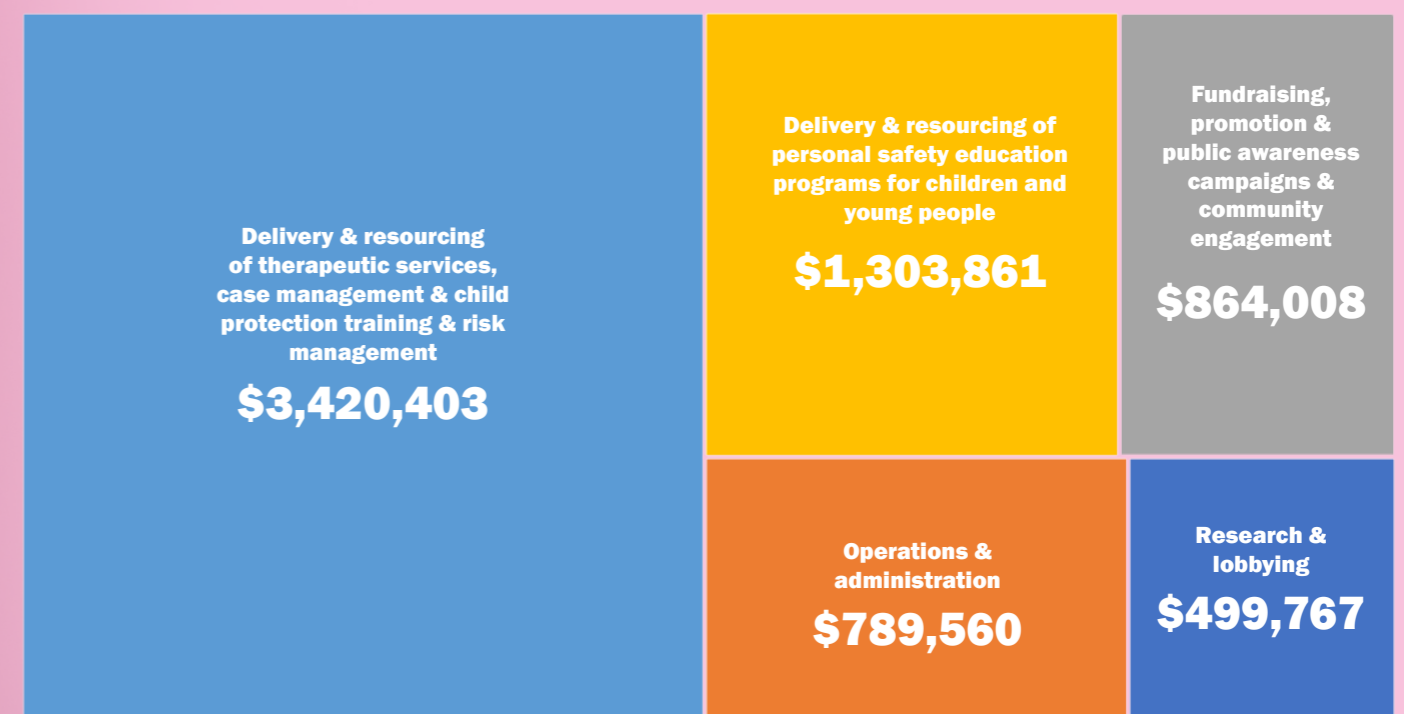 Delivery & resourcing
of therapeutic services,
case management & child
protection training & risk
management
$3,420,403
Delivery & resourcing of
personal safety education
programs for children and
young people
$1,303,861
Fundraising,
promotion &
public awareness
campaigns &
community
engagement
$864,008
Operations &
administration
$789,560
Research &
lobbying
$499,767